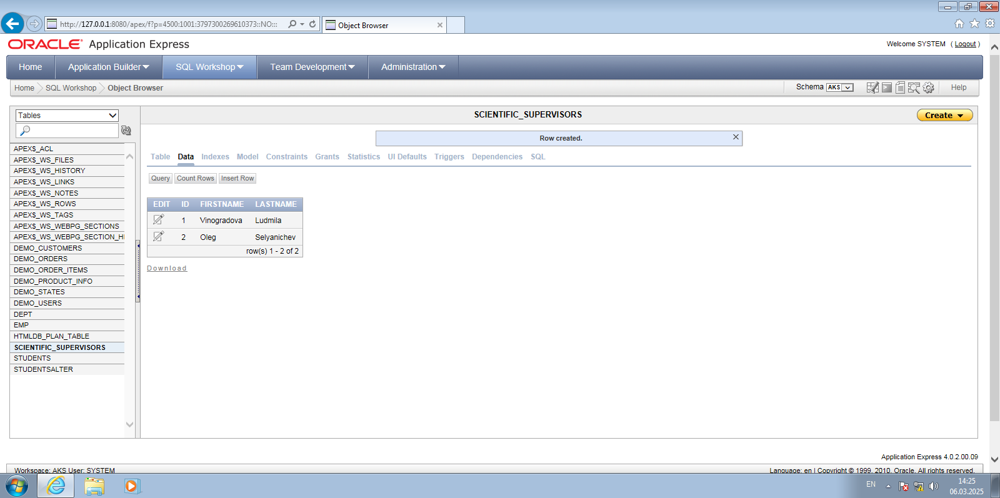 http://127.0.0.1:8080/apex/f?p=4500:1001:3797300269610373::NO:::
Object Browser
ORACLE Application Express
Welcome SYSTEM ( Logout )
Home Application Builder SQL Workshop Team Development Administration
Home SQL Workshop Object Browser
Schema AKS Help
Tables
SCIENTIFIC_SUPERVISORS
Create
Row created.
APEX$_ACL
APEX$_WS_FILES
APEX$_WS_HISTORY
APEX$_WS_LINKS
APEX$_WS_NOTES
APEX$_WS_ROWS
APEX$_WS_TAGS
APEX$_WS_WEBPG_SECTIONS
APEX$_WS_WEBPG_SECTION_HI
DEMO_CUSTOMERS
DEMO_ORDERS
DEMO_ORDER_ITEMS
DEMO_PRODUCT_INFO
DEMO_STATES
DEMO_USERS
DEPT
EMP
HTMLDB_PLAN_TABLE
SCIENTIFIC_SUPERVISORS
STUDENTS
STUDENTSALTER
Table Data Indexes Model Constraints Grants Statistics UI Defaults Triggers Dependencies SQL
Query Count Rows Insert Row
EDIT ID FIRSTNAME LASTNAME
1 Vinogradova Ludmila
2 Oleg Selyanichev
row(s) 1 - 2 of 2
Download
Application Express 4.0.2.00.09
Workspace: AKS User: SYSTEM
Language: en | Copyright © 1999, 2010, Oracle. All rights reserved.
EN
14:25
06.03.2025